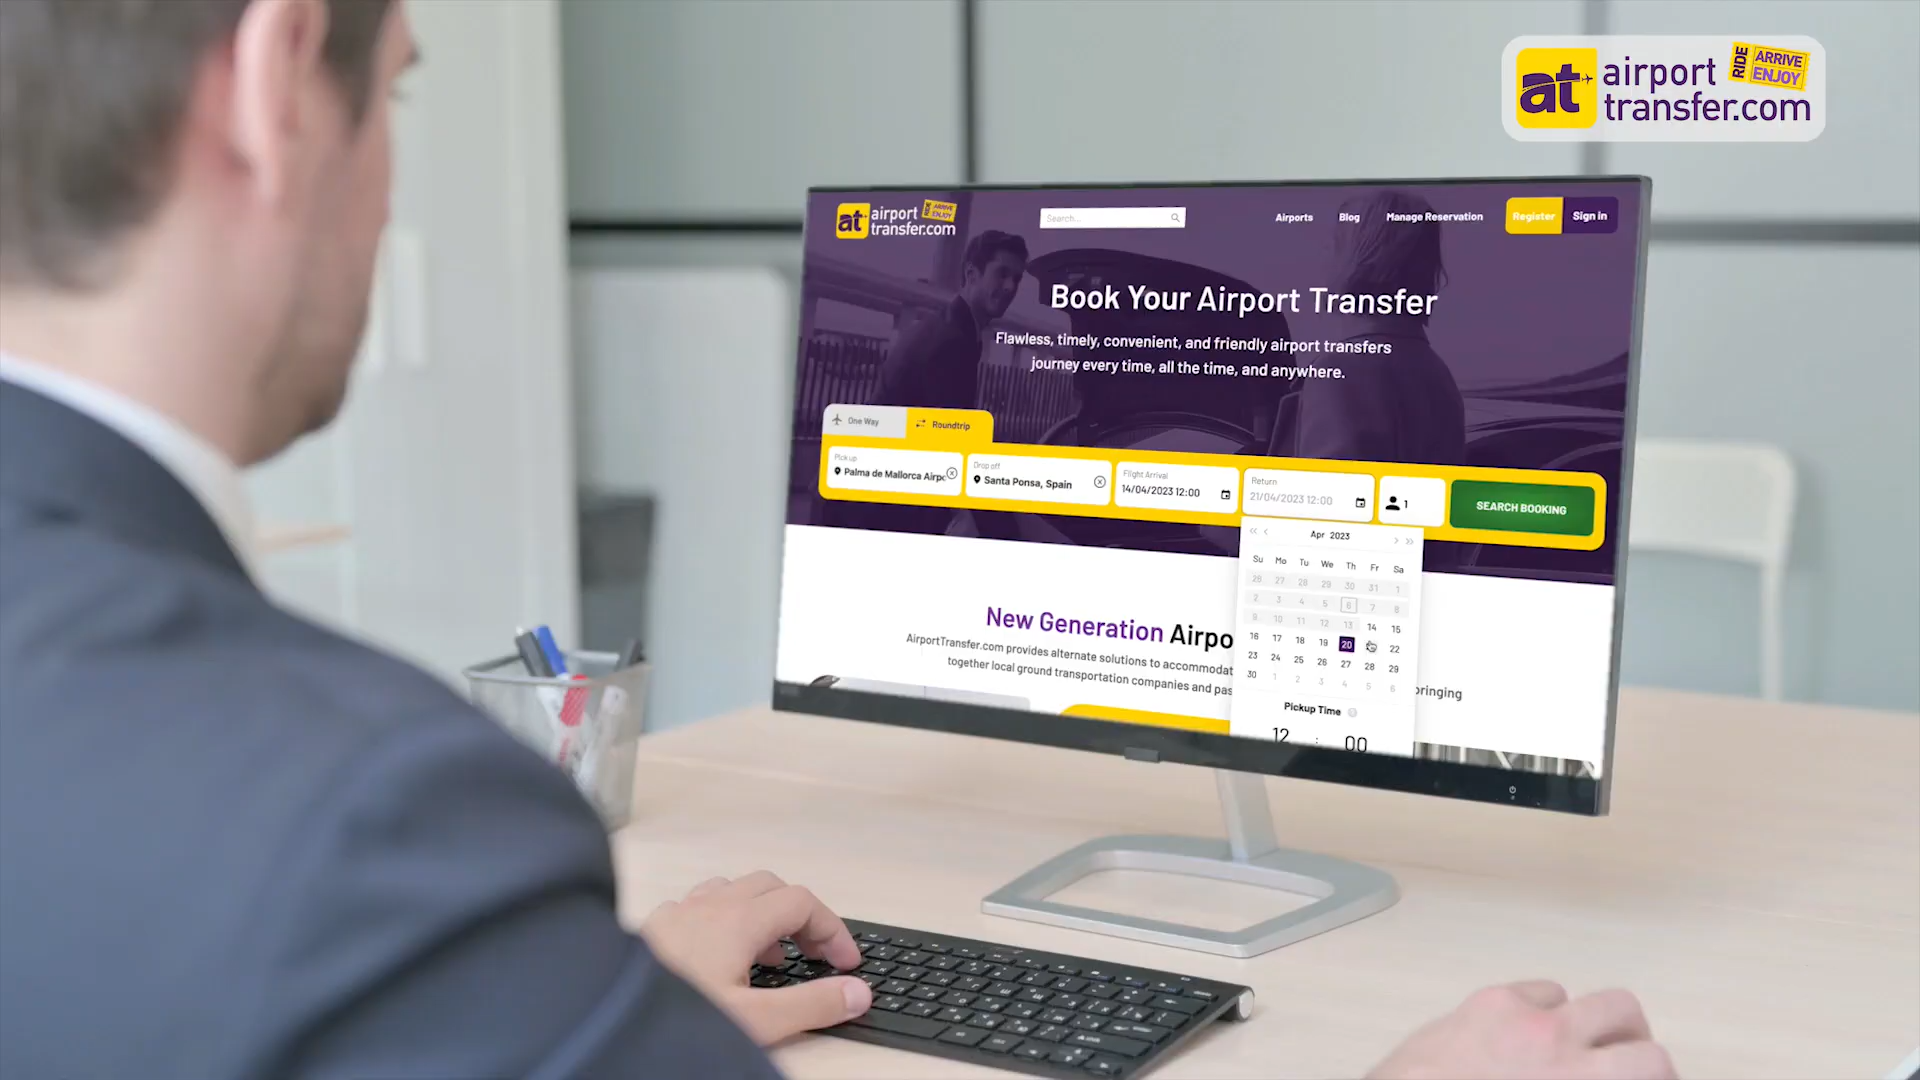 at airport
transfer.com
RIDE
ARRIVE
ENJOY
at airport
transfer.com
RIDE
ARRIVE
ENJOY
Search...
Airports
Blog
Manage Reservation
Register
Sign in
Book Your Airport Transfer
Flawless, timely, convenient, and friendly airport transfers
journey every time, all the time, and anywhere.
One Way
Roundtrip
Pick up
Palma de Mallorca Airpo
Drop off
Santa Ponsa, Spain
Flight Arrival
14/04/2023 12:00
Return
21/04/2023 12:00
1
SEARCH BOOKING
Apr 2023
Su Mo Tu We Th Fr Sa
26 27 28 29 30 31 1
2 3 4 5 6 7 8
9 10 11 12 13 14 15
16 17 18 19 20 22
23 24 25 26 27 28 29
30 1 2 3 4 5 6
Pickup Time
12 : 00
New Generation Airpo
AirportTransfer.com provides alternate solutions to accommodat
together local ground transportation companies and pas
bringing